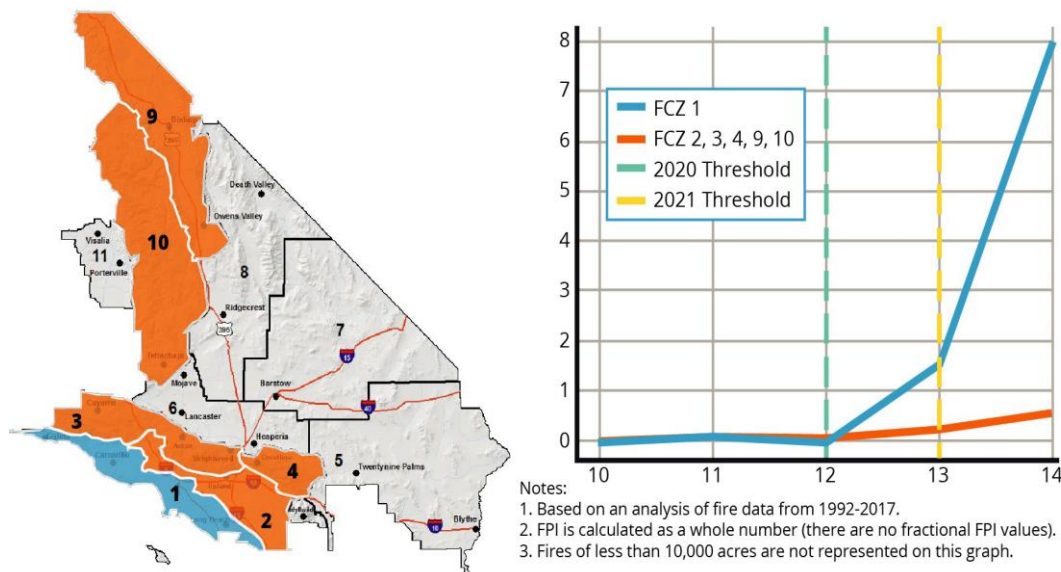 9
395
Death Valley
Owens Valley
10
11
Visalia
Porterville
8
Ridgecrest
395
7
15
Mojave
Barstow
6
Lancaster
40
3
Hesperia
4
5
Twentynine Palms
1
2
10
Blythe
8
7
6
5
4
3
2
1
0
FCZ 1
FCZ 2, 3, 4, 9, 10
2020 Threshold
2021 Threshold
10 11 12 13 14
Notes:
1. Based on an analysis of fire data from 1992-2017.
2. FPI is calculated as a whole number (there are no fractional FPI values).
3. Fires of less than 10,000 acres are not represented on this graph.